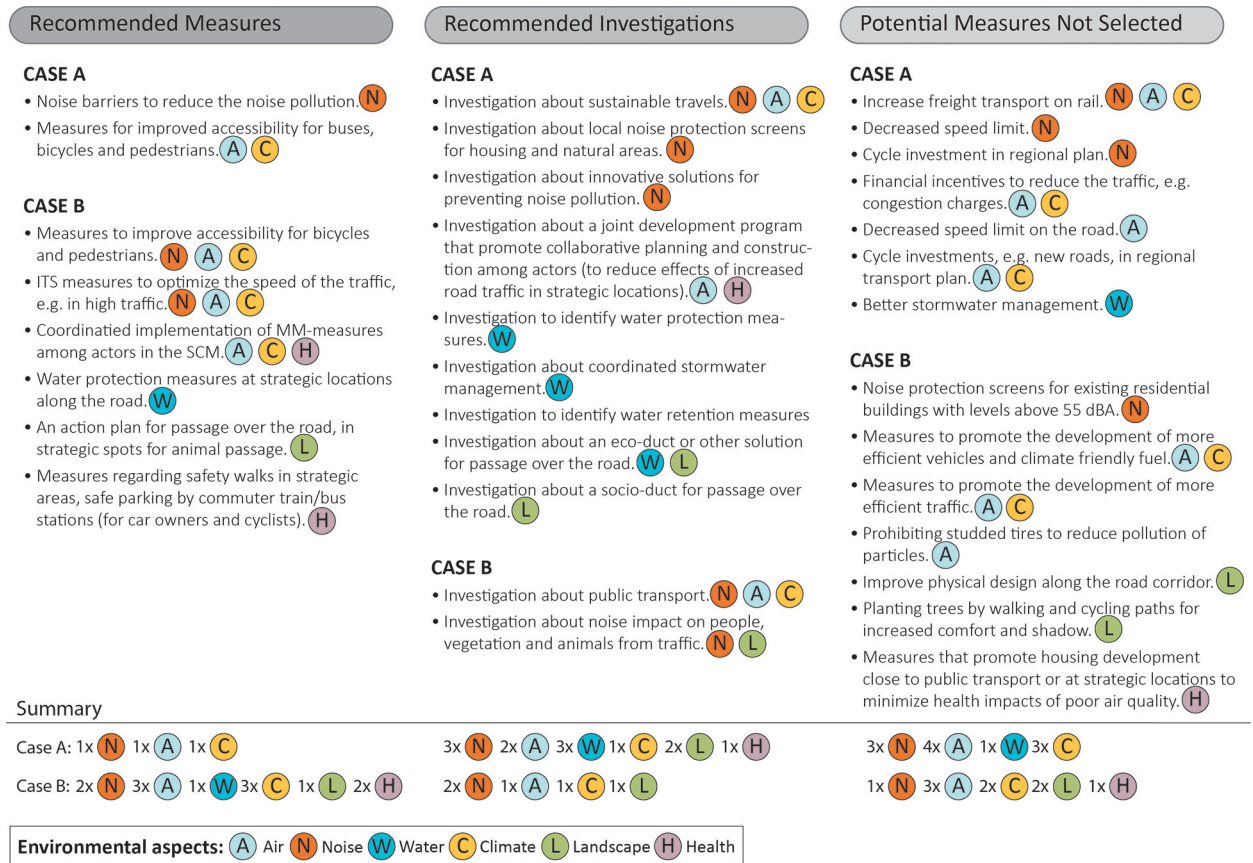 Recommended Measures
CASE A
• Noise barriers to reduce the noise pollution. N
• Measures for improved accessibility for buses,
bicycles and pedestrians. A C
CASE B
• Measures to improve accessibility for bicycles
and pedestrians. N A C
• ITS measures to optimize the speed of the traffic,
e.g. in high traffic. N A C
• Coordinated implementation of MM-measures
among actors in the SCM. A C H
• Water protection measures at strategic locations
along the road. W
• An action plan for passage over the road, in
strategic spots for animal passage. L
• Measures regarding safety walks in strategic
areas, safe parking by commuter train/bus
stations (for car owners and cyclists). H
Recommended Investigations
CASE A
• Investigation about sustainable travels. N A C
• Investigation about local noise protection screens
for housing and natural areas. N
• Investigation about innovative solutions for
preventing noise pollution. N
• Investigation about a joint development program
that promote collaborative planning and construc-
tion among actors (to reduce effects of increased
road traffic in strategic locations). A H
• Investigation to identify water protection mea-
sures. W
• Investigation about coordinated stormwater
management. W
• Investigation to identify water retention measures
• Investigation about an eco-duct or other solution
for passage over the road. W L
• Investigation about a socio-duct for passage over
the road. L
CASE B
• Investigation about public transport. N A C
• Investigation about noise impact on people,
vegetation and animals from traffic. N L
Potential Measures Not Selected
CASE A
• Increase freight transport on rail. N A C
• Decreased speed limit. N
• Cycle investment in regional plan. N
• Financial incentives to reduce the traffic, e.g.
congestion charges. A C
• Decreased speed limit on the road. A
• Cycle investments, e.g. new roads, in regional
transport plan. A C
• Better stormwater management. W
CASE B
• Noise protection screens for existing residential
buildings with levels above 55 dBA. N
• Measures to promote the development of more
efficient vehicles and climate friendly fuel. A C
• Measures to promote the development of more
efficient traffic. A C
• Prohibiting studded tires to reduce pollution of
particles. A
• Improve physical design along the road corridor. L
• Planting trees by walking and cycling paths for
increased comfort and shadow. L
• Measures that promote housing development
close to public transport or at strategic locations to
minimize health impacts of poor air quality. H
Summary
Case A: 1x N 1x A 1x C 3x N 2x A 3x W 1x C 2x L 1x H 3x N 4x A 1x W 3x C
Case B: 2x N 3x A 1x W 3x C 1x L 2x H 2x N 1x A 1x C 1x L 1x N 3x A 2x C 2x L 1x H
Environmental aspects: A Air N Noise W Water C Climate L Landscape H Health